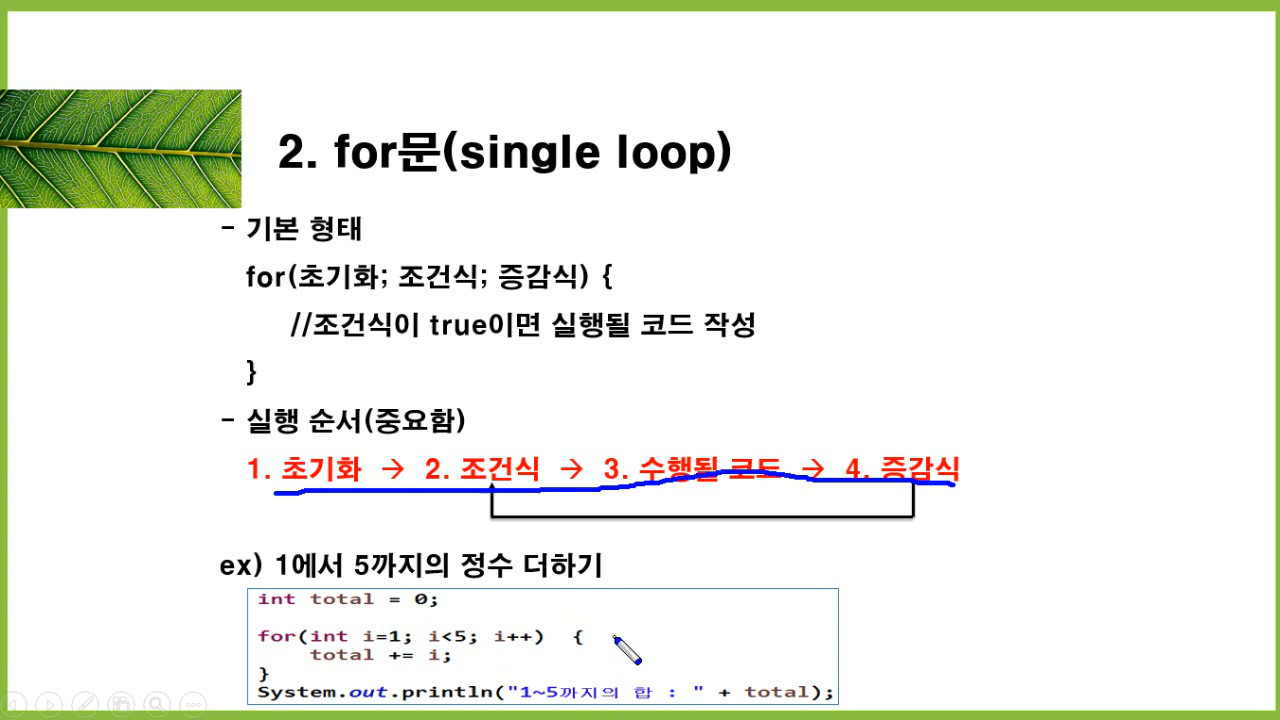 2. for문(single loop)
- 기본 형태
for(초기화; 조건식; 증감식) {
//조건식이 true이면 실행될 코드 작성
}
- 실행 순서(중요함)
1. 초기화 → 2. 조건식 → 3. 수행될 코드 → 4. 증감식
ex) 1에서 5까지의 정수 더하기
int total = 0;
for(int i=1; i<5; i++) {
total += i;
}
System.out.println("1~5까지의 합 : " + total);